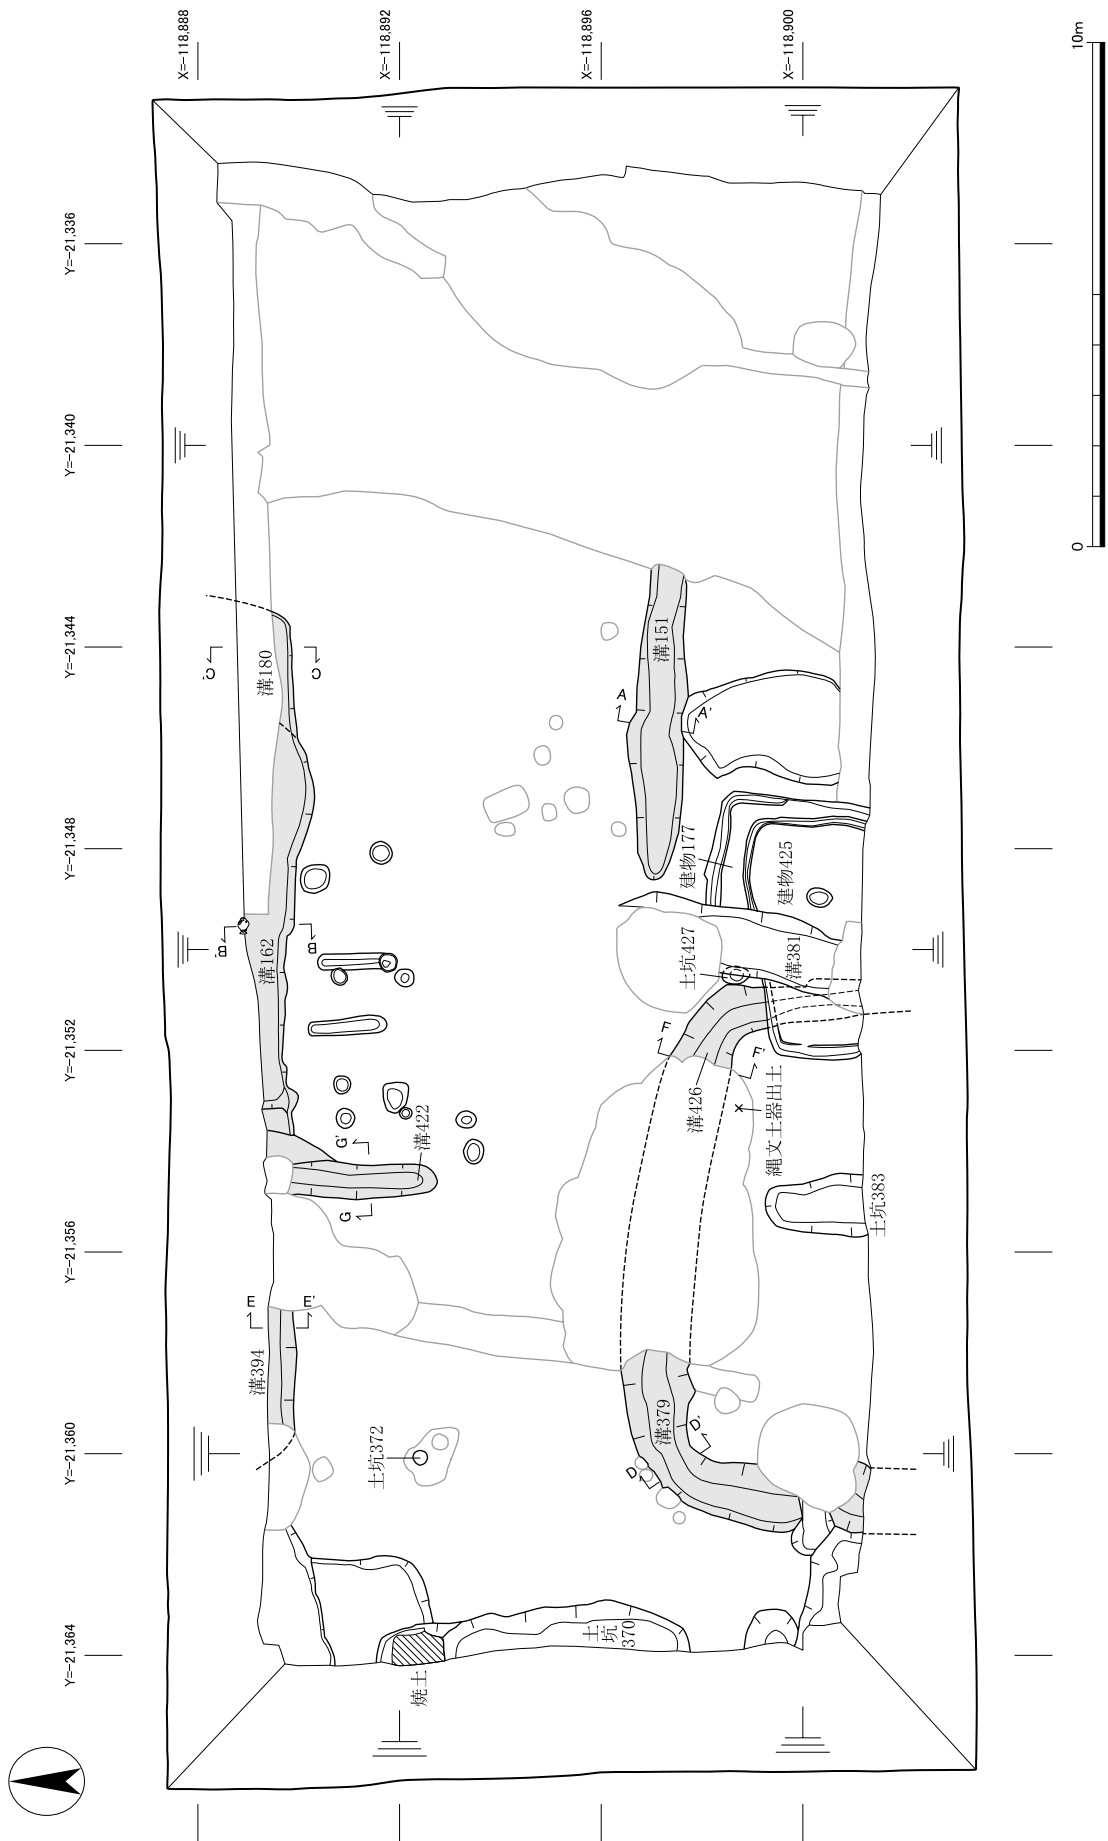 X=-118,888
X=-118,892
X=-118,896
X=-118,900
10m
0
Y=-21,336
Y=-21,340
Y=-21,344
Y=-21,348
Y=-21,352
Y=-21,356
Y=-21,360
Y=-21,364
溝180
C'
C
溝151
A
A'
建物177
建物425
B'
B
溝162
土坑427
溝381
F
F'
溝426
縄文土器出土
溝422
G'
G
土坑383
E
E'
溝394
溝379
D'
D
土坑372
土坑
370
焼土